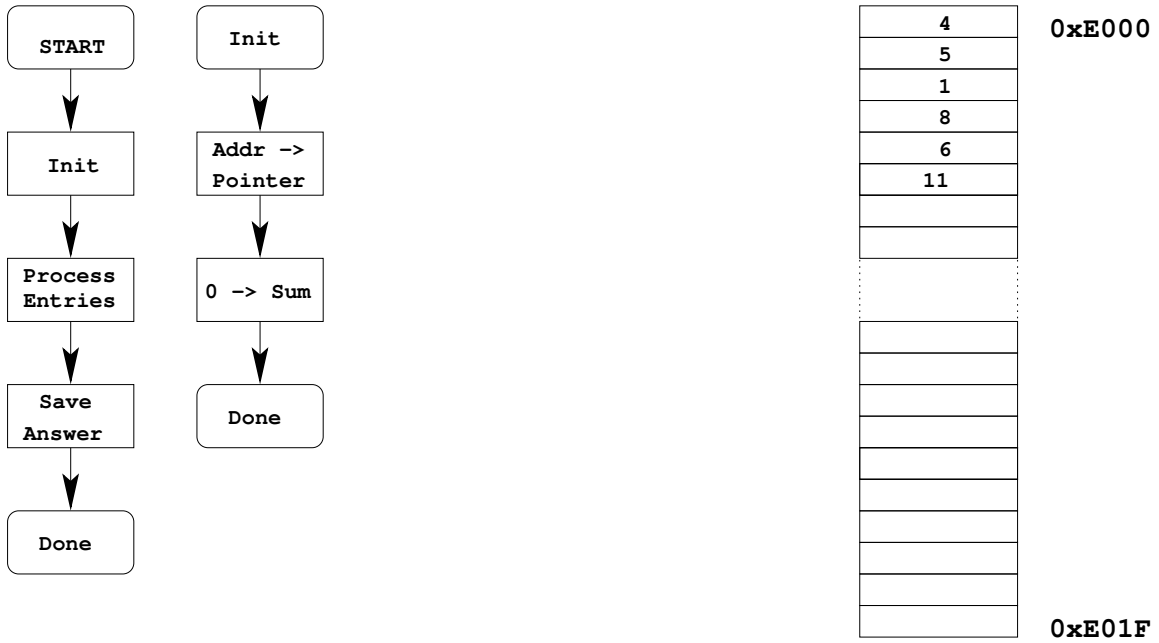 START
Init
Process
Entries
Save
Answer
Done
Init
Addr −>
Pointer
0 −> Sum
Done
4
5
1
8
6
11
0xE000
0xE01F